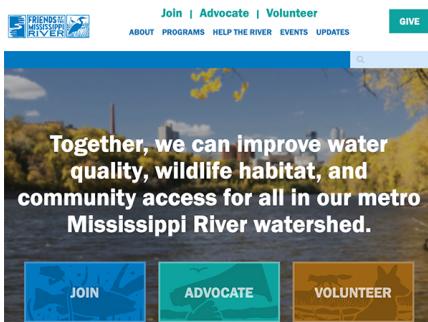 FRIENDS OF THE
MISSISSIPPI
RIVER
Join | Advocate | Volunteer
GIVE
ABOUT PROGRAMS HELP THE RIVER EVENTS UPDATES
Together, we can improve water
quality, wildlife habitat, and
community access for all in our metro
Mississippi River watershed.
JOIN ADVOCATE VOLUNTEER